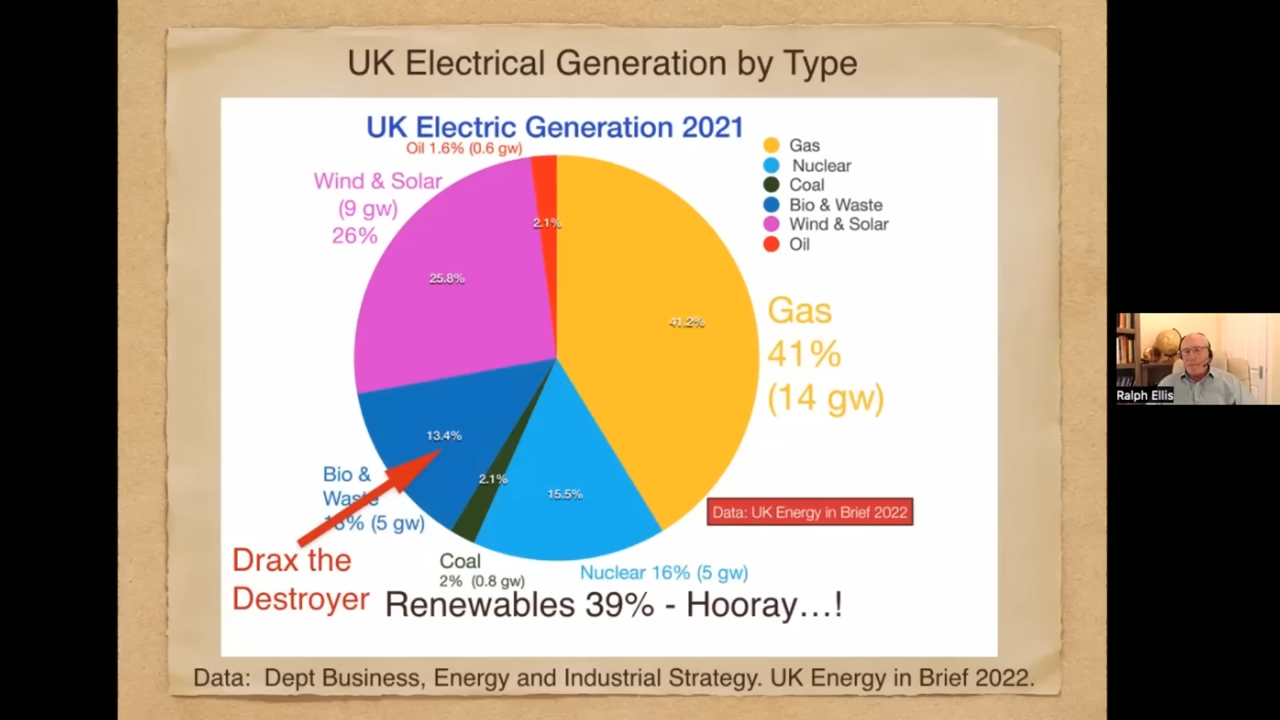 UK Electrical Generation by Type
UK Electric Generation 2021
Oil 1.6% (0.6 gw)
Wind & Solar
(9 gw)
26%
Gas
Nuclear
Coal
Bio & Waste
Wind & Solar
Oil
2.1%
25.8%
41.2%
Gas
41%
(14 gw)
13.4%
2.1%
15.5%
Bio &
Waste
13% (5 gw)
Data: UK Energy in Brief 2022
Drax the
Destroyer
Coal
2% (0.8 gw)
Nuclear 16% (5 gw)
Renewables 39% - Hooray...!
Data: Dept Business, Energy and Industrial Strategy. UK Energy in Brief 2022.
Ralph Ellis